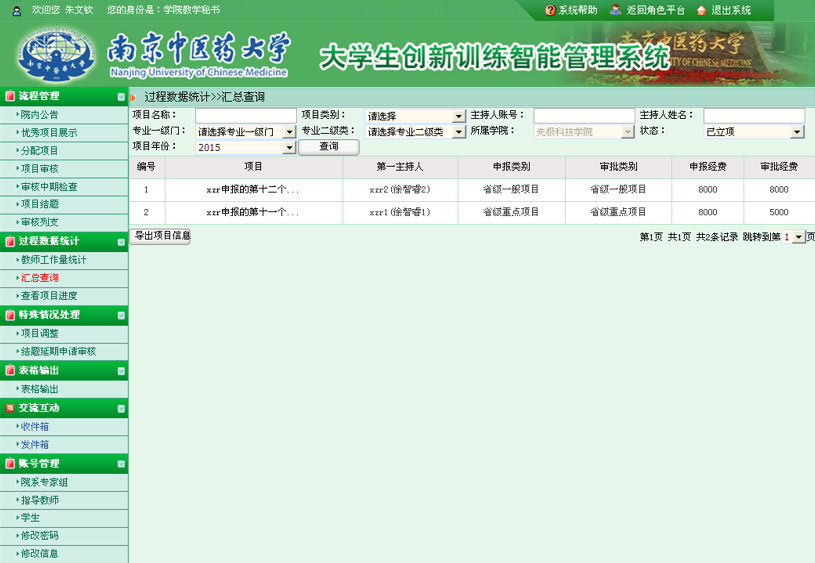 欢迎您 朱文钦 您的身份是：学院教学秘书 系统帮助 返回角色平台 退出系统
南京中医药大学
Nanjing University of Chinese Medicine
大学生创新训练智能管理系统
流程管理
院内公告
优秀项目展示
分配项目
项目审核
审核中期检查
项目结题
审核列支
过程数据统计
教师工作量统计
汇总查询
查看项目进度
特殊情况处理
项目调整
结题延期申请审核
表格输出
表格输出
交流互动
收件箱
发件箱
账号管理
院系专家组
指导教师
学生
修改密码
修改信息
过程数据统计>>汇总查询
项目名称： 项目类别： 请选择 主持人账号： 主持人姓名：
专业一级门： 请选择专业一级门 专业二级类： 请选择专业二级类 所属学院： 先极科技学院 状态： 已立项
项目年份： 2015 查询
编号 项目 第一主持人 申报类别 审批类别 申报经费 审批经费
1 xzr申报的第十二个... xzr2(徐智睿2) 省级一般项目 省级一般项目 8000 8000
2 xzr申报的第十一个... xzr1(徐智睿1) 省级重点项目 省级重点项目 8000 5000
导出项目信息 第1页 共1页 共2条记录 跳转到第 1 页